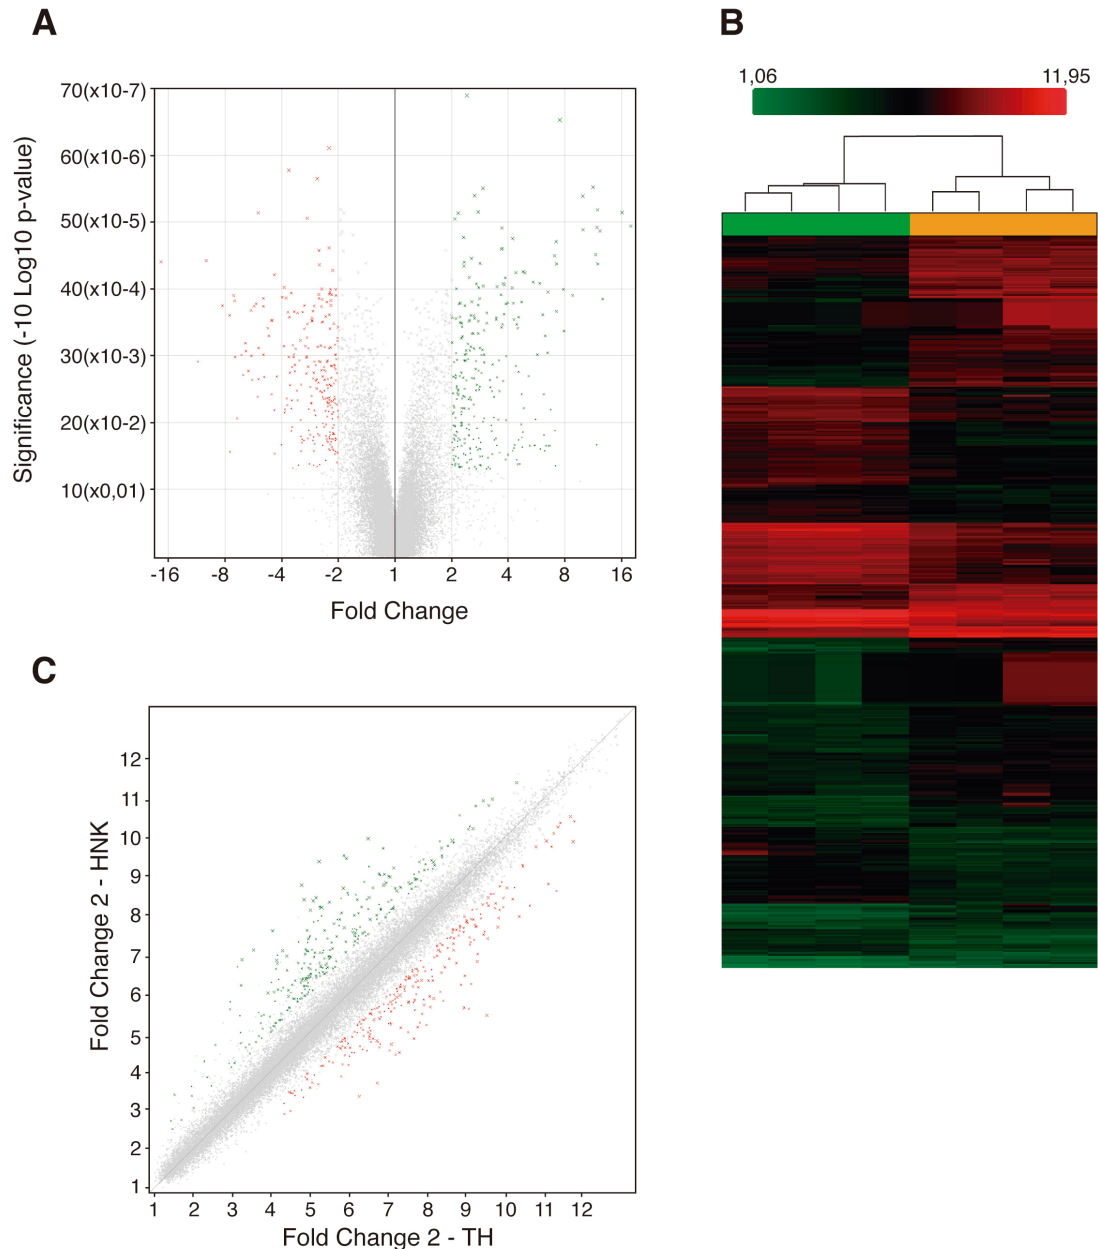 A
70(x10-7)
60(x10-6)
50(x10-5)
40(x10-4)
30(x10-3)
20(x10-2)
10(x0,01)
Significance (-10 Log10 p-value)
-16 -8 -4 -2 1 2 4 8 16
Fold Change
B
1,06 11,95
C
12
11
10
9
8
7
6
5
4
3
2
1
Fold Change 2 - HNK
1 2 3 4 5 6 7 8 9 10 11 12
Fold Change 2 - TH